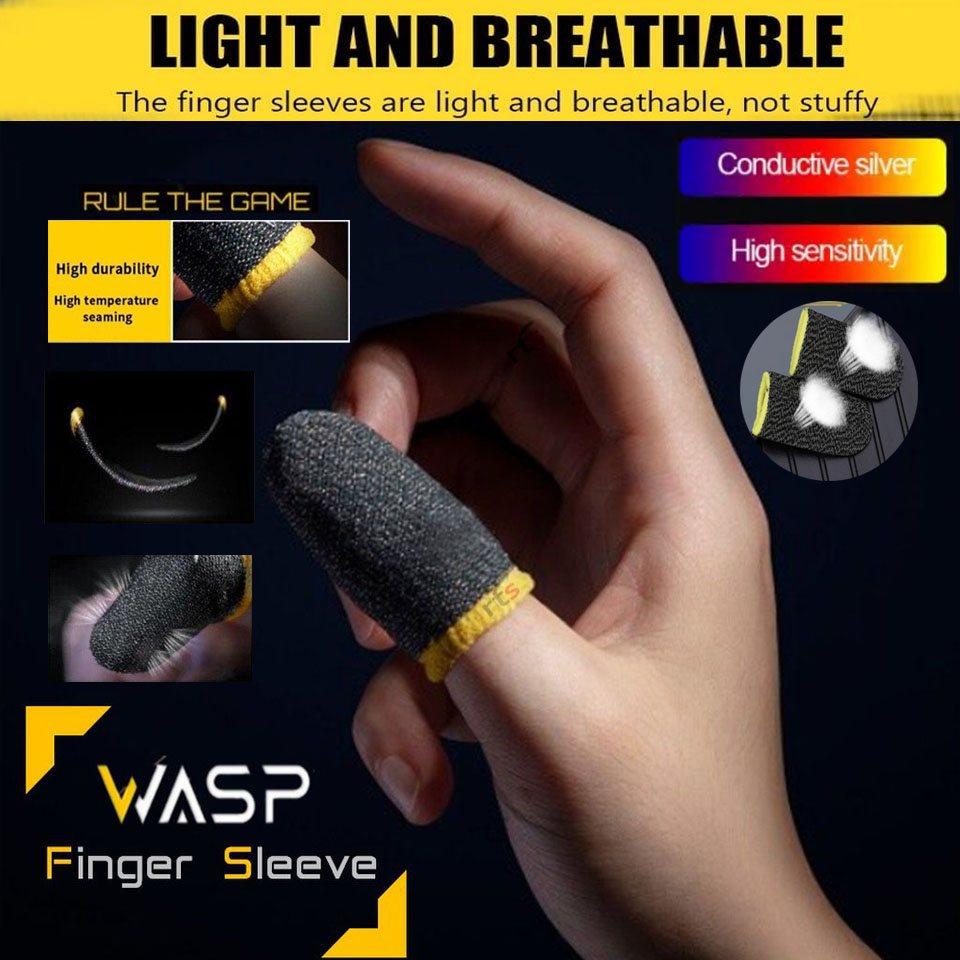 LIGHT AND BREATHABLE
The finger sleeves are light and breathable, not stuffy
Conductive silver
RULE THE GAME
High sensitivity
High durability
High temperature
seaming
rts
WASP
Finger Sleeve